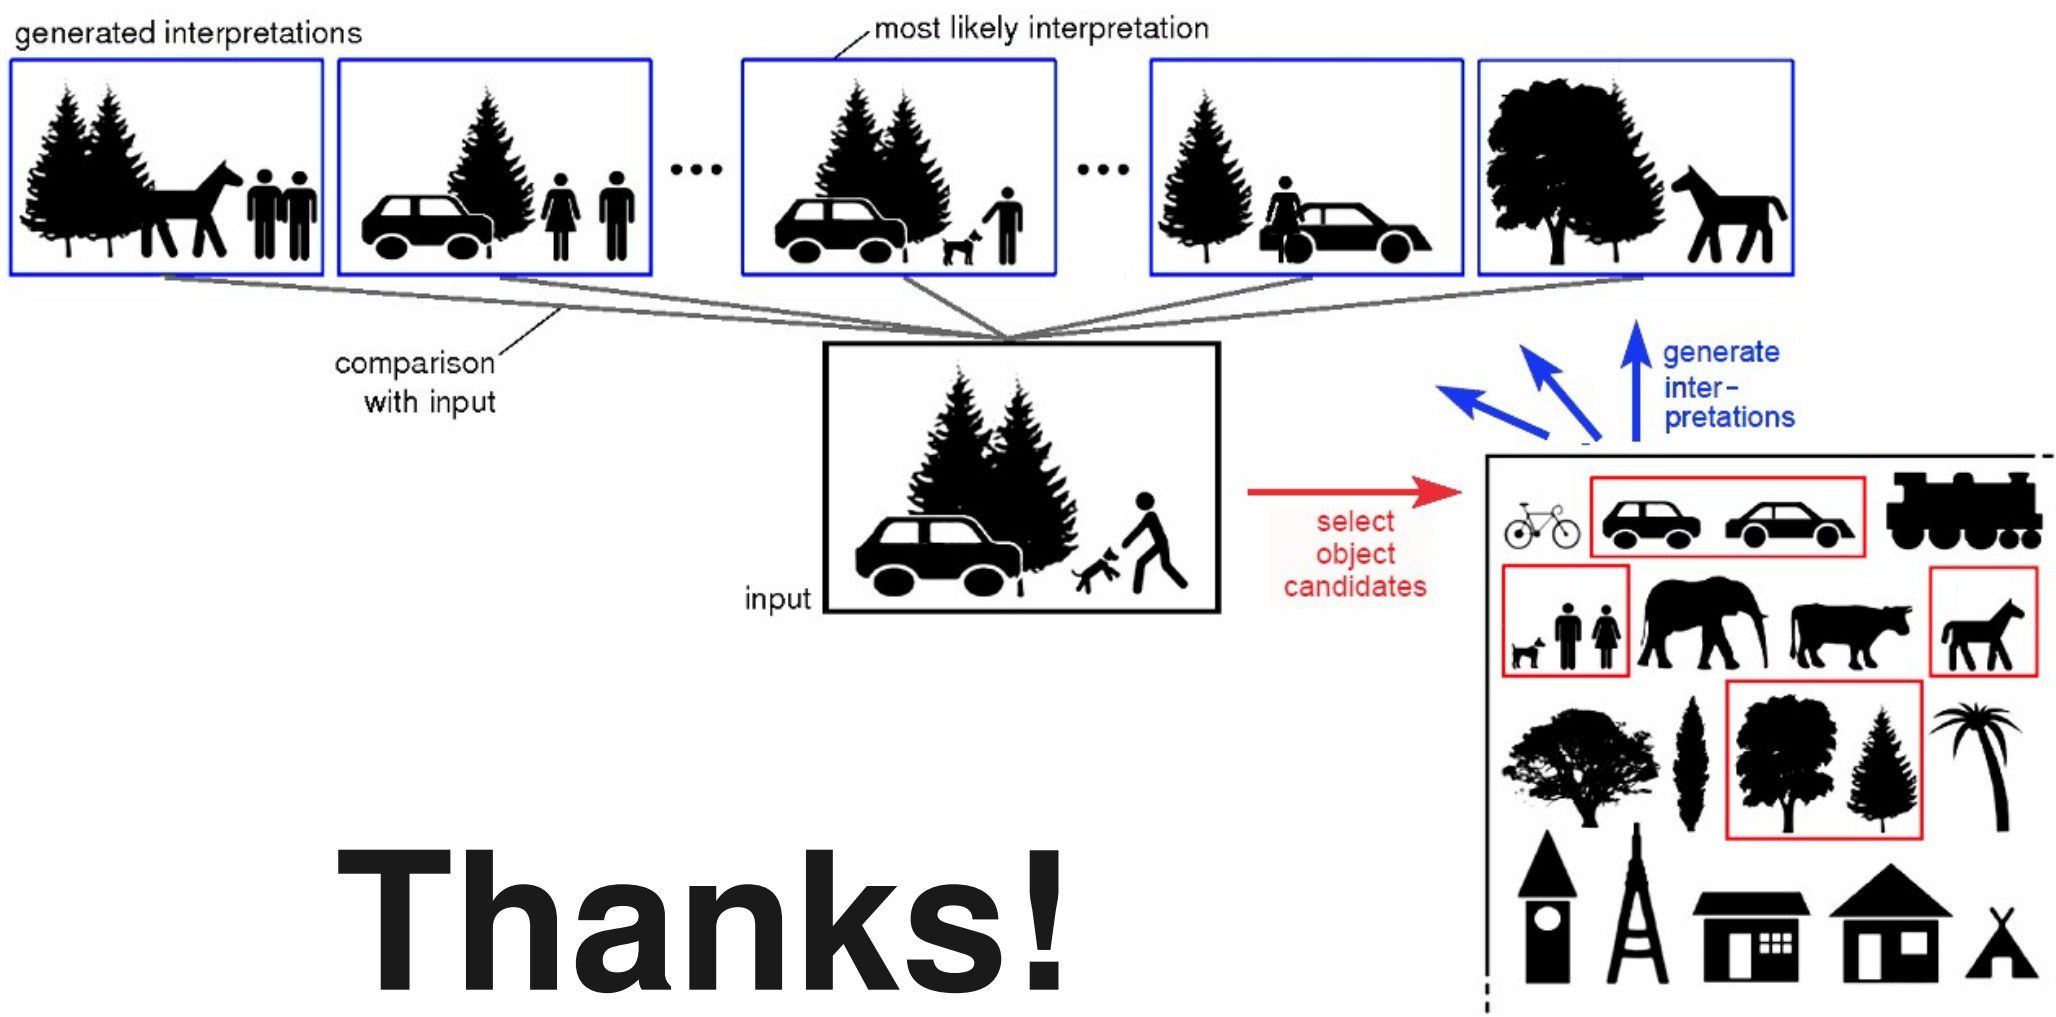 generated interpretations
most likely interpretation
comparison
with input
generate
inter-
pretations
select
object
candidates
input
Thanks!